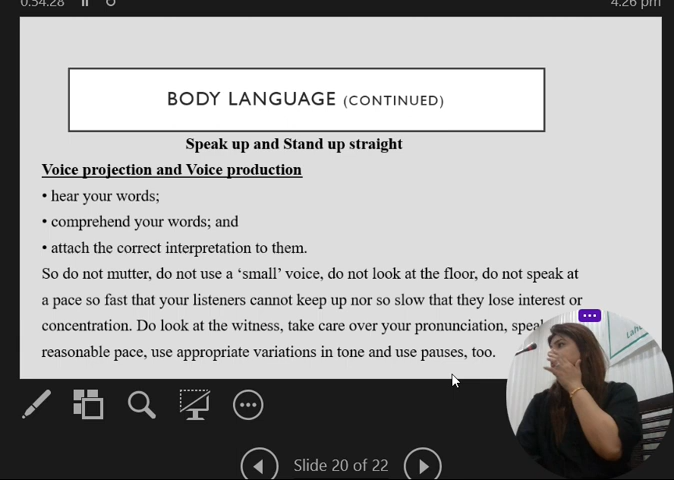 0:54:28
4:26 pm
BODY LANGUAGE (CONTINUED)
Speak up and Stand up straight
Voice projection and Voice production
• hear your words;
• comprehend your words; and
• attach the correct interpretation to them.
So do not mutter, do not use a ‘small’ voice, do not look at the floor, do not speak at
a pace so fast that your listeners cannot keep up nor so slow that they lose interest or
concentration. Do look at the witness, take care over your pronunciation,
reasonable pace, use appropriate variations in tone and use pauses, too.
Slide 20 of 22